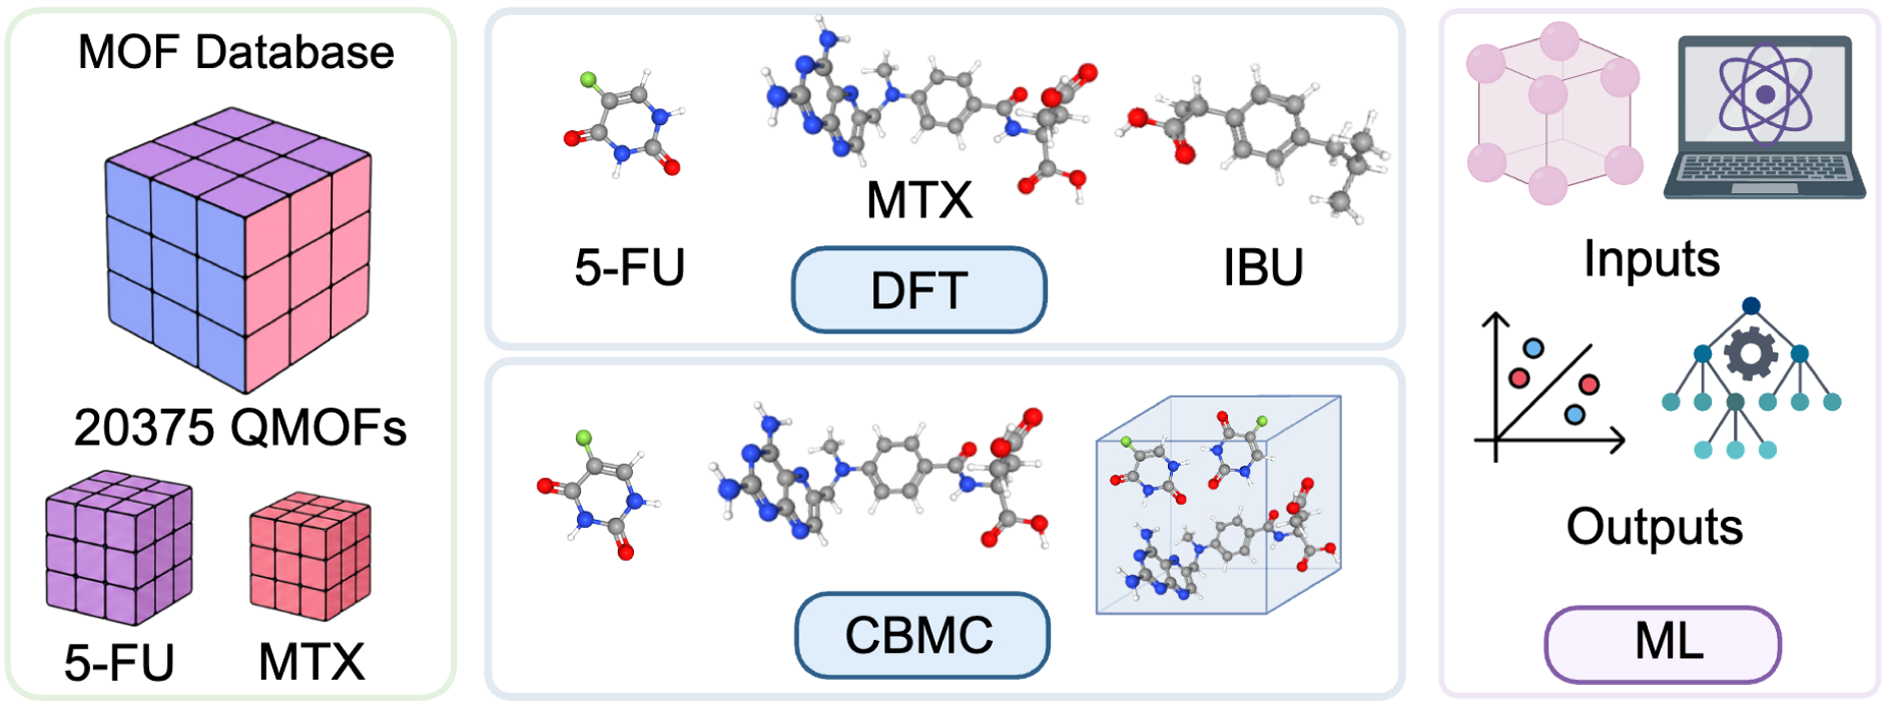 MOF Database
20375 QMOFs
5-FU
MTX
5-FU
MTX
IBU
DFT
CBMC
Inputs
Outputs
ML